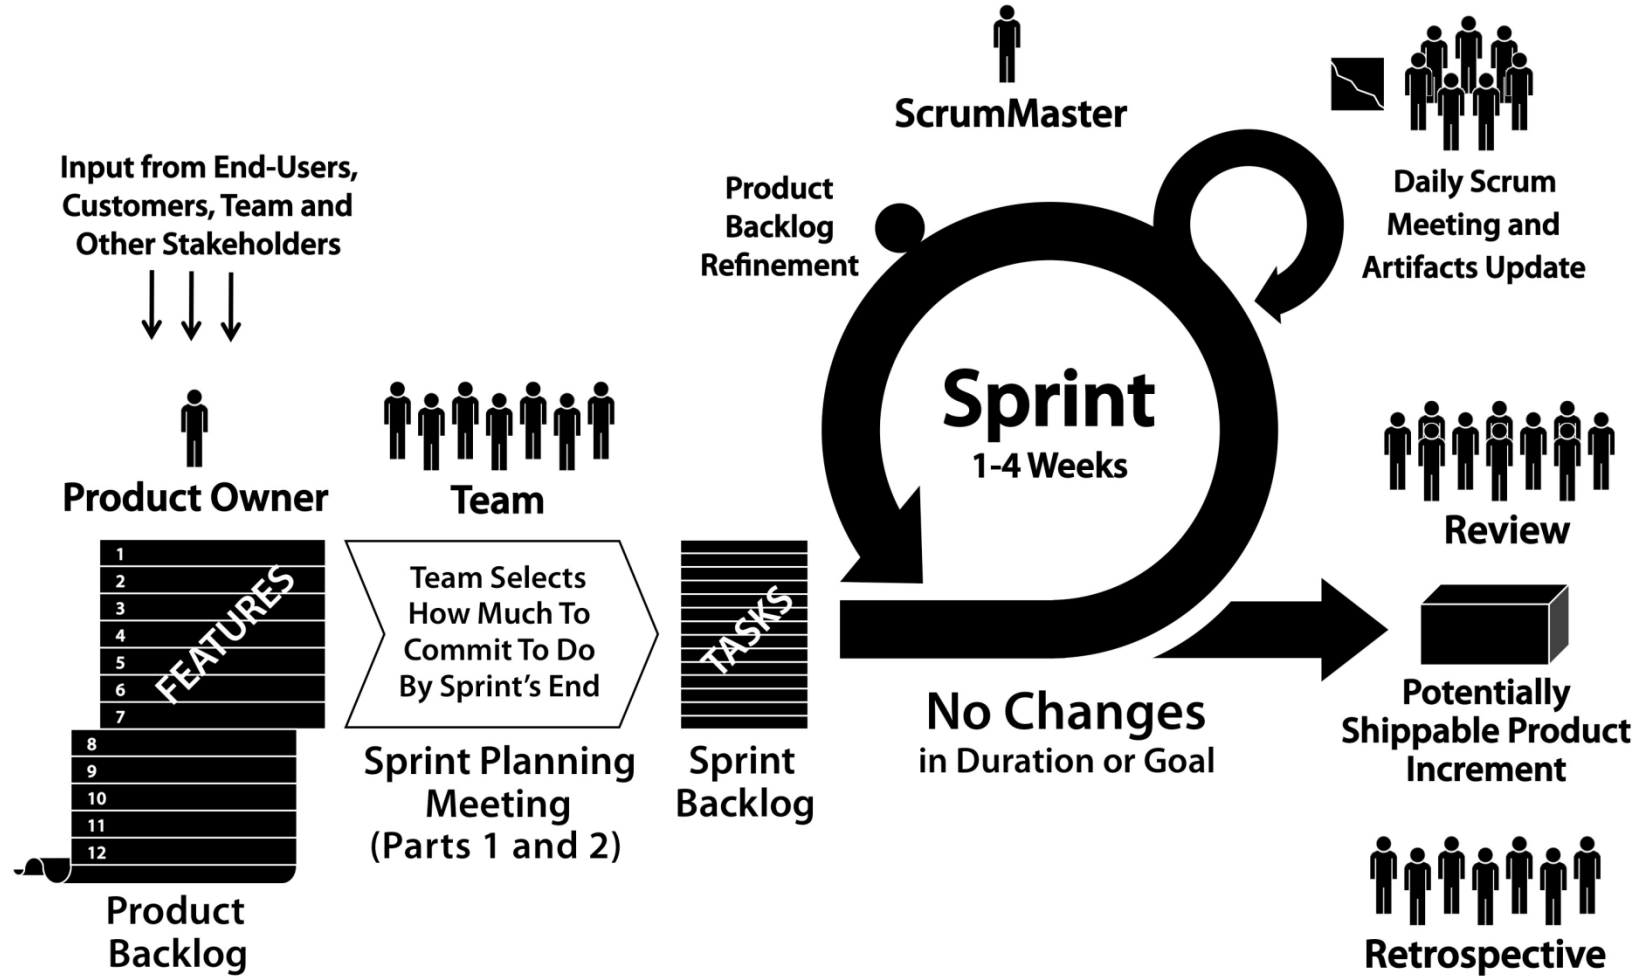 ScrumMaster
Daily Scrum
Meeting and
Artifacts Update
Input from End-Users,
Customers, Team and
Other Stakeholders
Product
Backlog
Refinement
Product Owner
Team
Sprint
1-4 Weeks
Review
1
2
3
4
5
6
7
8
9
10
11
12
FEATURES
Product
Backlog
Team Selects
How Much To
Commit To Do
By Sprint's End
Sprint Planning
Meeting
(Parts 1 and 2)
TASKS
Sprint
Backlog
No Changes
in Duration or Goal
Potentially
Shippable Product
Increment
Retrospective